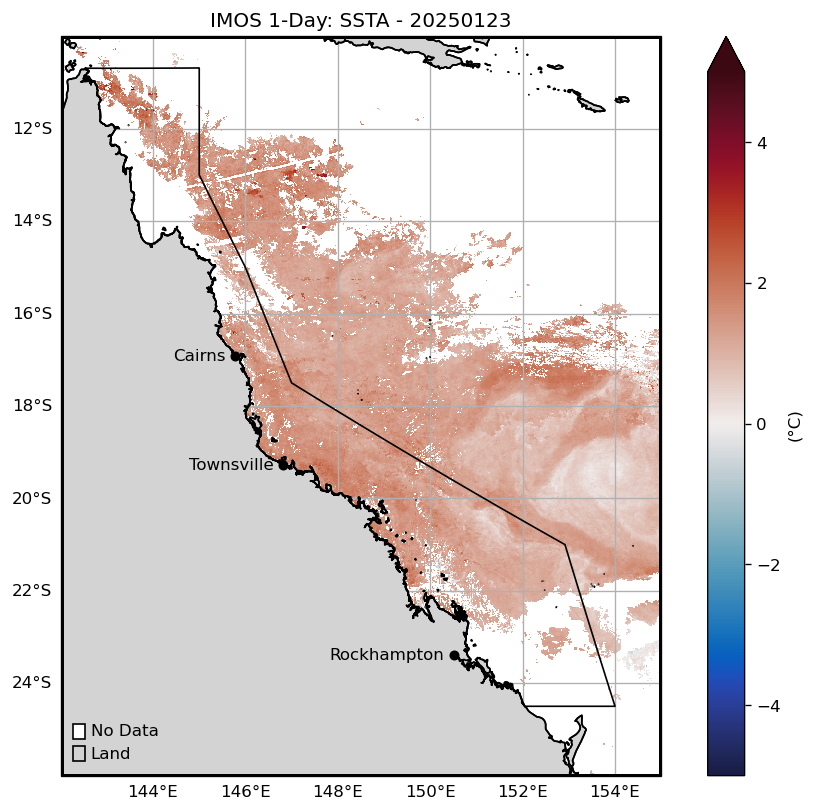 IMOS 1-Day: SSTA - 20250123
12°S
14°S
16°S
18°S
20°S
22°S
24°S
Cairns
Townsville
Rockhampton
No Data
Land
144°E 146°E 148°E 150°E 152°E 154°E
4
2
0
−2
−4
(°C)